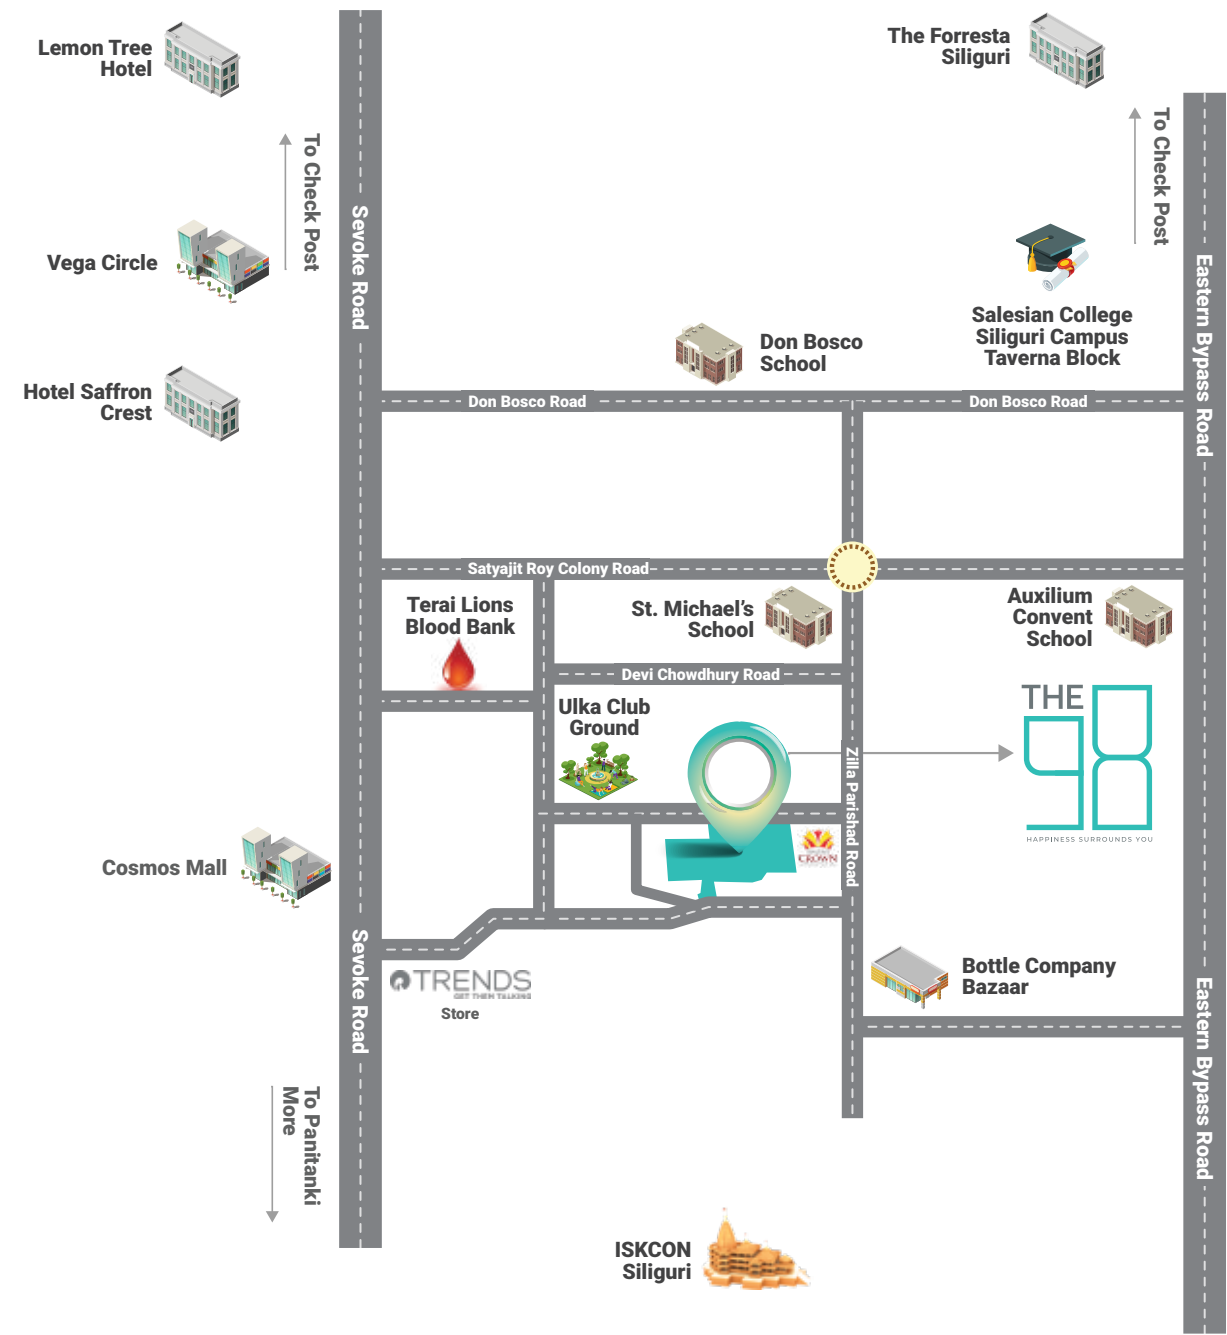 Lemon Tree
Hotel
The Forresta
Siliguri
To Check Post
To Check Post
Vega Circle
Sevoke Road
Eastern Bypass Road
Salesian College
Siliguri Campus
Taverna Block
Don Bosco
School
Hotel Saffron
Crest
Don Bosco Road
Don Bosco Road
Satyajit Roy Colony Road
Terai Lions
Blood Bank
St. Michael's
School
Auxilium
Convent
School
Devi Chowdhury Road
Ulka Club
Ground
THE
98
HAPPINESS SURROUNDS YOU
Zilla Parishad Road
CROWN
Cosmos Mall
Sevoke Road
TRENDS
GET THEM TALKING
Store
Bottle Company
Bazaar
Eastern Bypass Road
To Panitanki
More
ISKCON
Siliguri